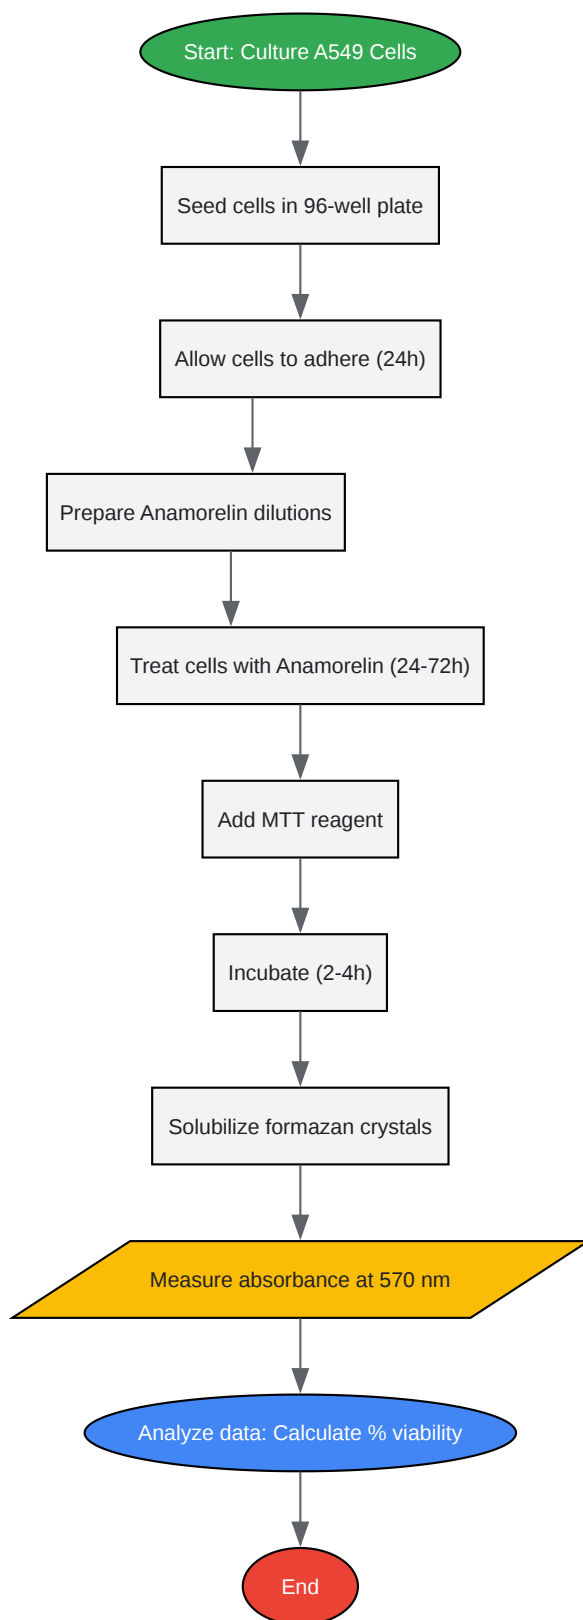 Start: Culture A549 Cells
Seed cells in 96-well plate
Allow cells to adhere (24h)
Prepare Anamorelin dilutions
Treat cells with Anamorelin (24-72h)
Add MTT reagent
Incubate (2-4h)
Solubilize formazan crystals
Measure absorbance at 570 nm
Analyze data: Calculate % viability
End